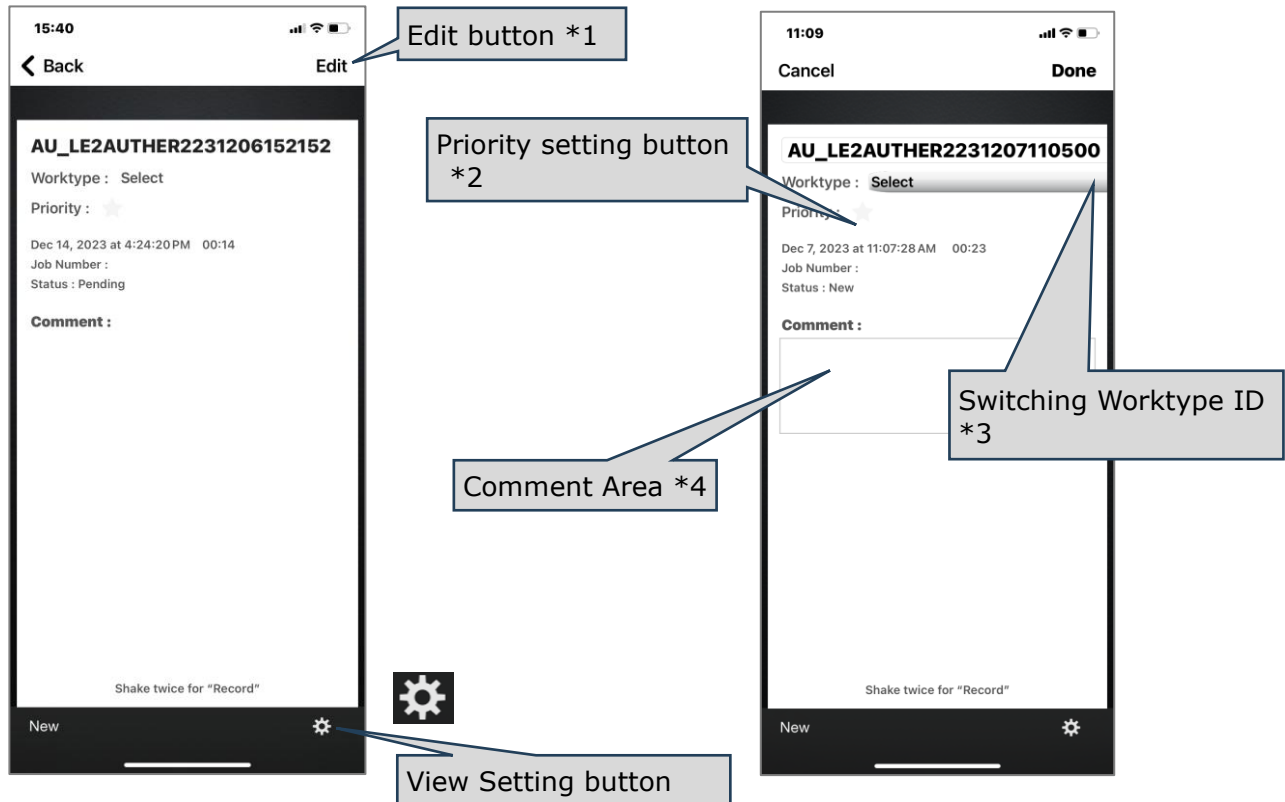 15:40
Back
Edit
AU_LE2AUTHER2231206152152
Worktype : Select
Priority :
Dec 14, 2023 at 4:24:20 PM 00:14
Job Number :
Status : Pending
Comment :
Shake twice for “Record”
New
Edit button *1
Priority setting button
*2
Comment Area *4
View Setting button
11:09
Cancel
Done
AU_LE2AUTHER2231207110500
Worktype : Select
Priority :
Dec 7, 2023 at 11:07:28 AM 00:23
Job Number :
Status : New
Comment :
Switching Worktype ID
*3
Shake twice for “Record”
New